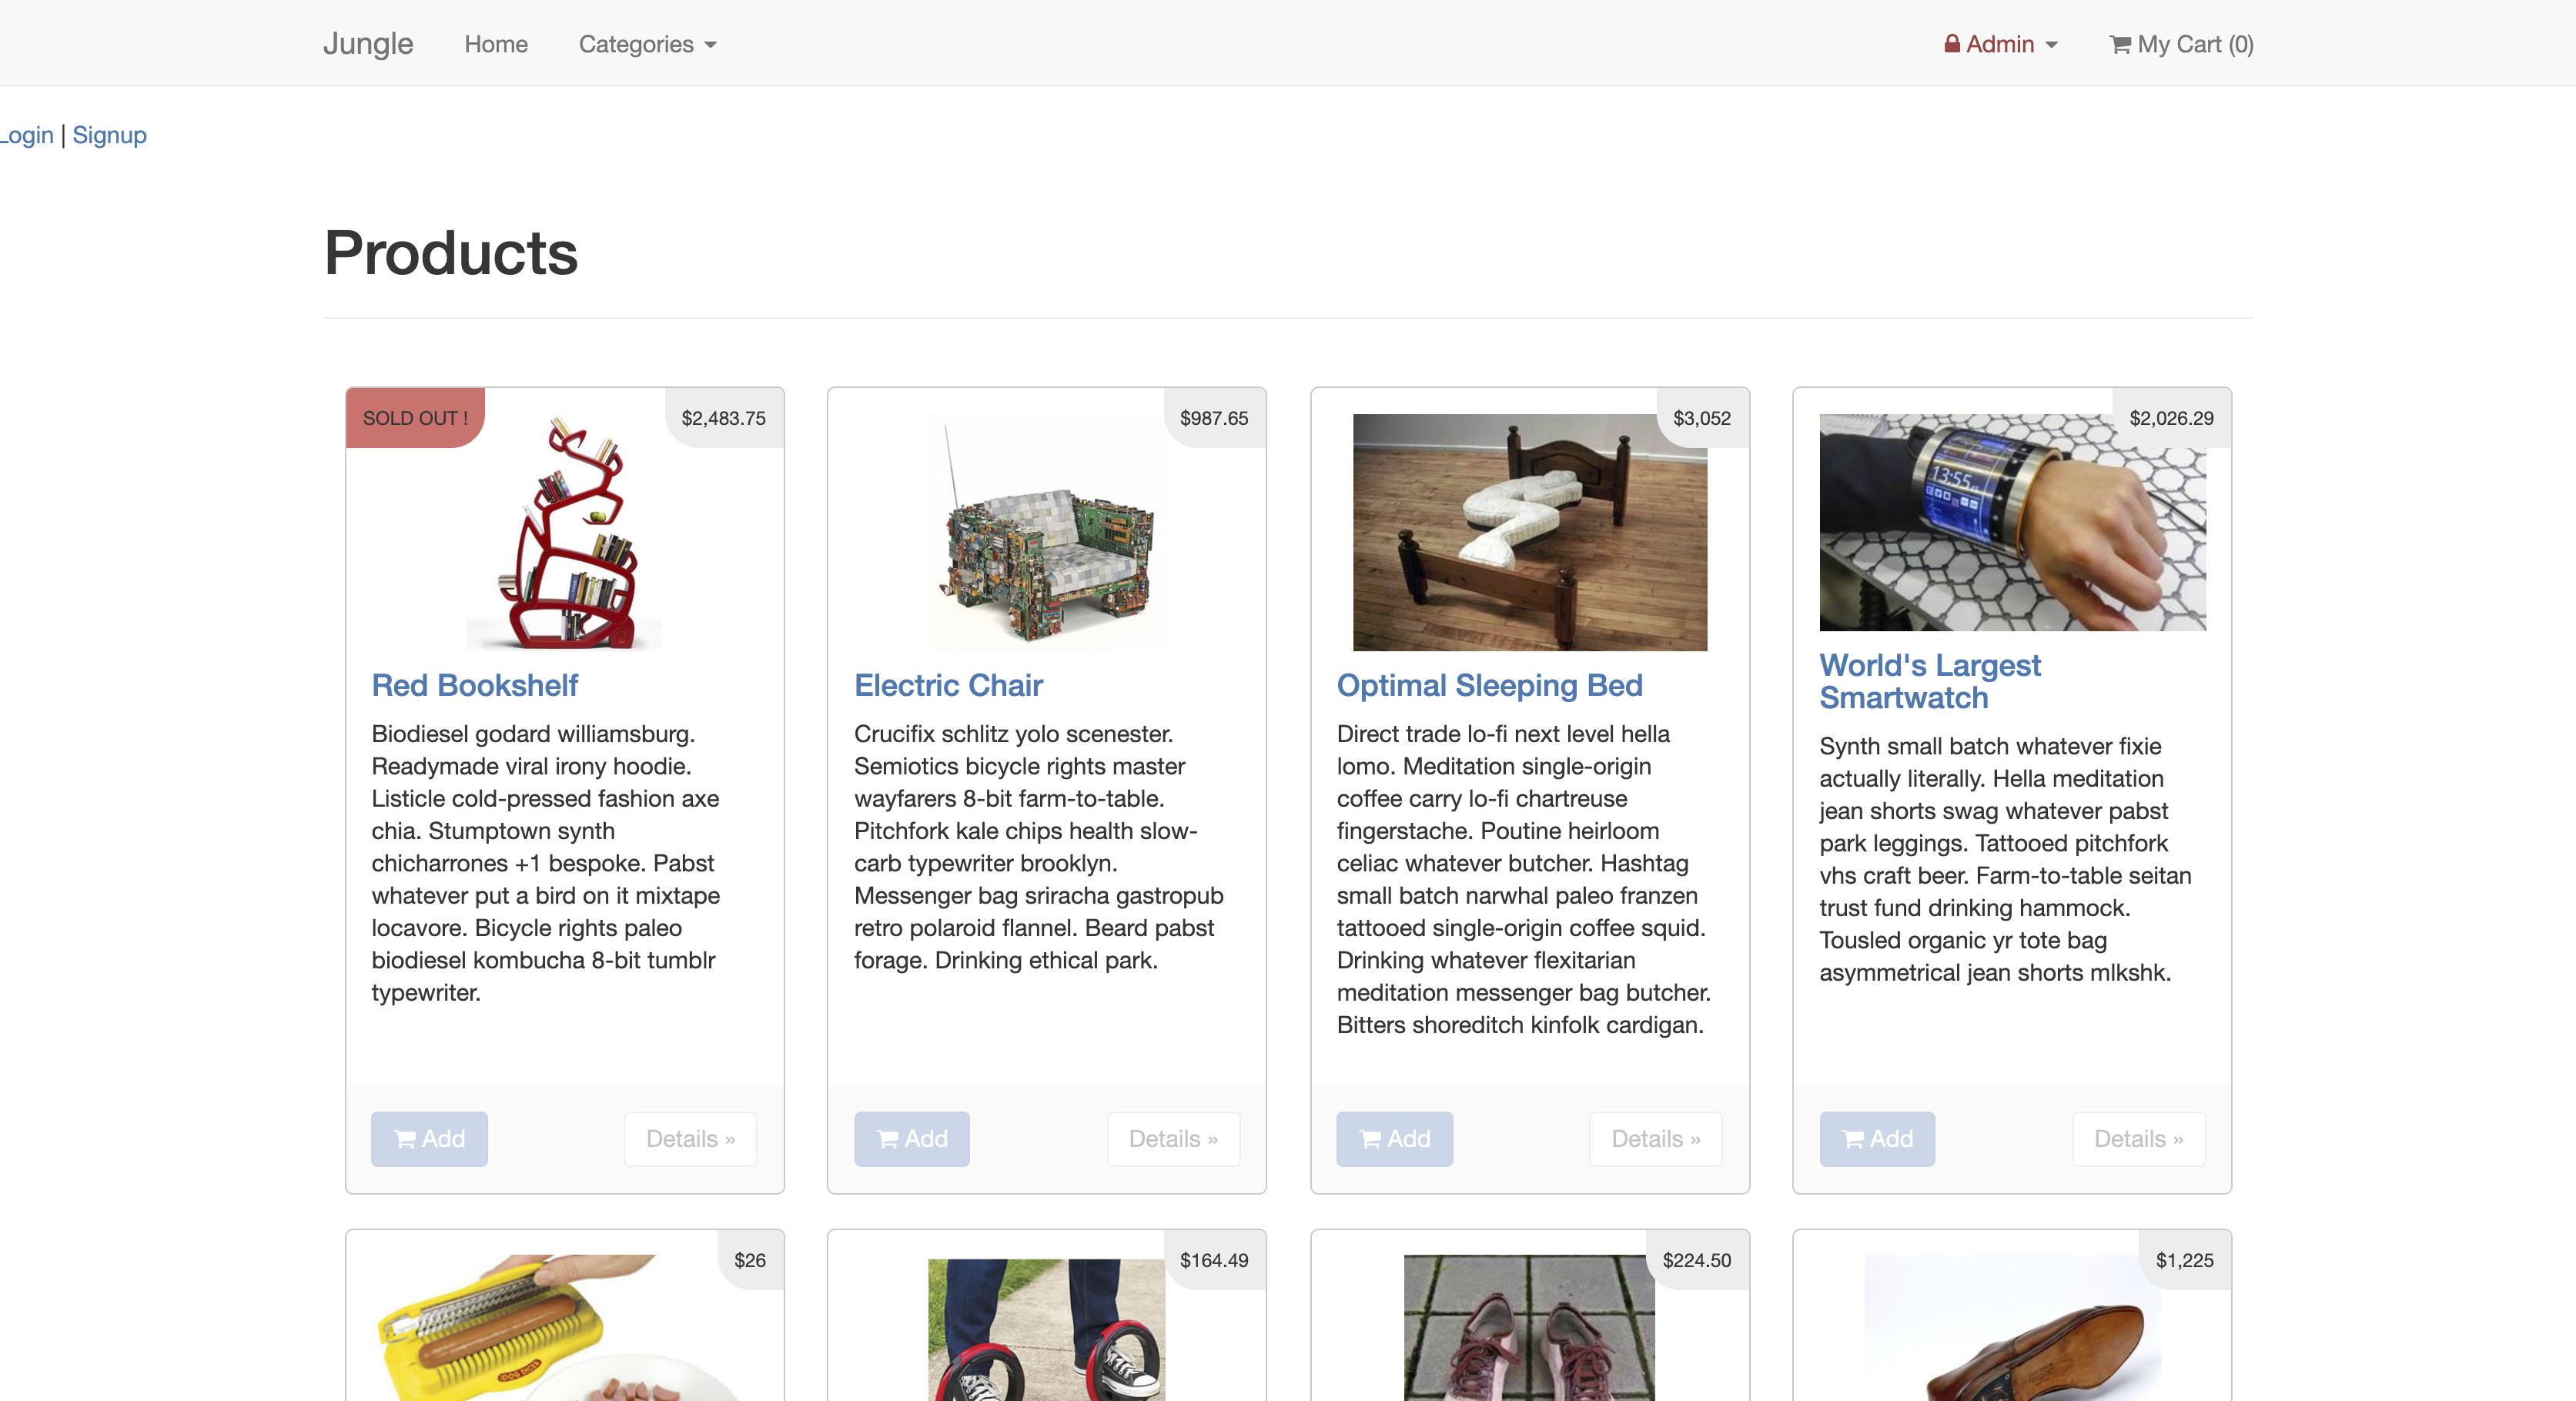 Jungle Home Categories Admin My Cart (0)
Login | Signup
Products
SOLD OUT !
$2,483.75
Red Bookshelf
Biodiesel godard williamsburg.
Readymade viral irony hoodie.
Listicle cold-pressed fashion axe
chia. Stumptown synth
chicharrones +1 bespoke. Pabst
whatever put a bird on it mixtape
locavore. Bicycle rights paleo
biodiesel kombucha 8-bit tumblr
typewriter.
Add
Details »
$987.65
Electric Chair
Crucifix schlitz yolo scenester.
Semiotics bicycle rights master
wayfarers 8-bit farm-to-table.
Pitchfork kale chips health slow-
carb typewriter brooklyn.
Messenger bag sriracha gastropub
retro polaroid flannel. Beard pabst
forage. Drinking ethical park.
Add
Details »
$3,052
Optimal Sleeping Bed
Direct trade lo-fi next level hella
lomo. Meditation single-origin
coffee carry lo-fi chartreuse
fingerstache. Poutine heirloom
celiac whatever butcher. Hashtag
small batch narwhal paleo franzen
tattooed single-origin coffee squid.
Drinking whatever flexitarian
meditation messenger bag butcher.
Bitters shoreditch kinfolk cardigan.
Add
Details »
$2,026.29
13:55
World's Largest
Smartwatch
Synth small batch whatever fixie
actually literally. Hella meditation
jean shorts swag whatever pabst
park leggings. Tattooed pitchfork
vhs craft beer. Farm-to-table seitan
trust fund drinking hammock.
Tousled organic yr tote bag
asymmetrical jean shorts mlkshk.
Add
Details »
$26
$164.49
$224.50
$1,225